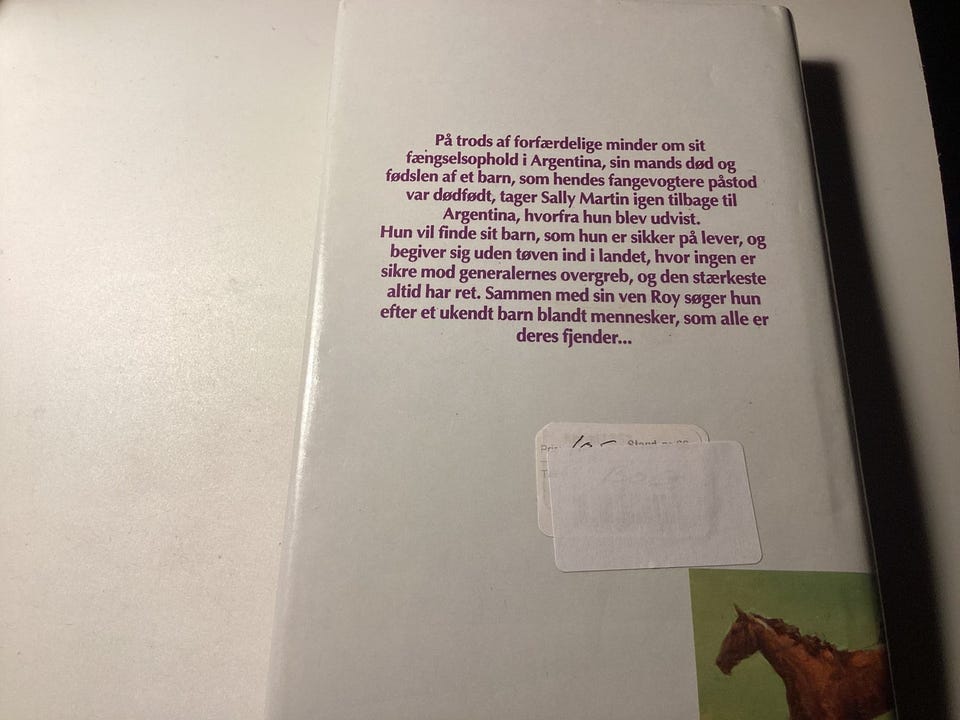 På trods af forfærdelige minder om sit
fængselsophold i Argentina, sin mands død og
fødslen af et barn, som hendes fangevogtere påstod
var dødfødt, tager Sally Martin igen tilbage til
Argentina, hvorfra hun blev udvist.
Hun vil finde sit barn, som hun er sikker på lever, og
begiver sig uden tøven ind i landet, hvor ingen er
sikre mod generalernes overgreb, og den stærkeste
altid har ret. Sammen med sin ven Roy søger hun
efter et ukendt barn blandt mennesker, som alle er
deres fjender...